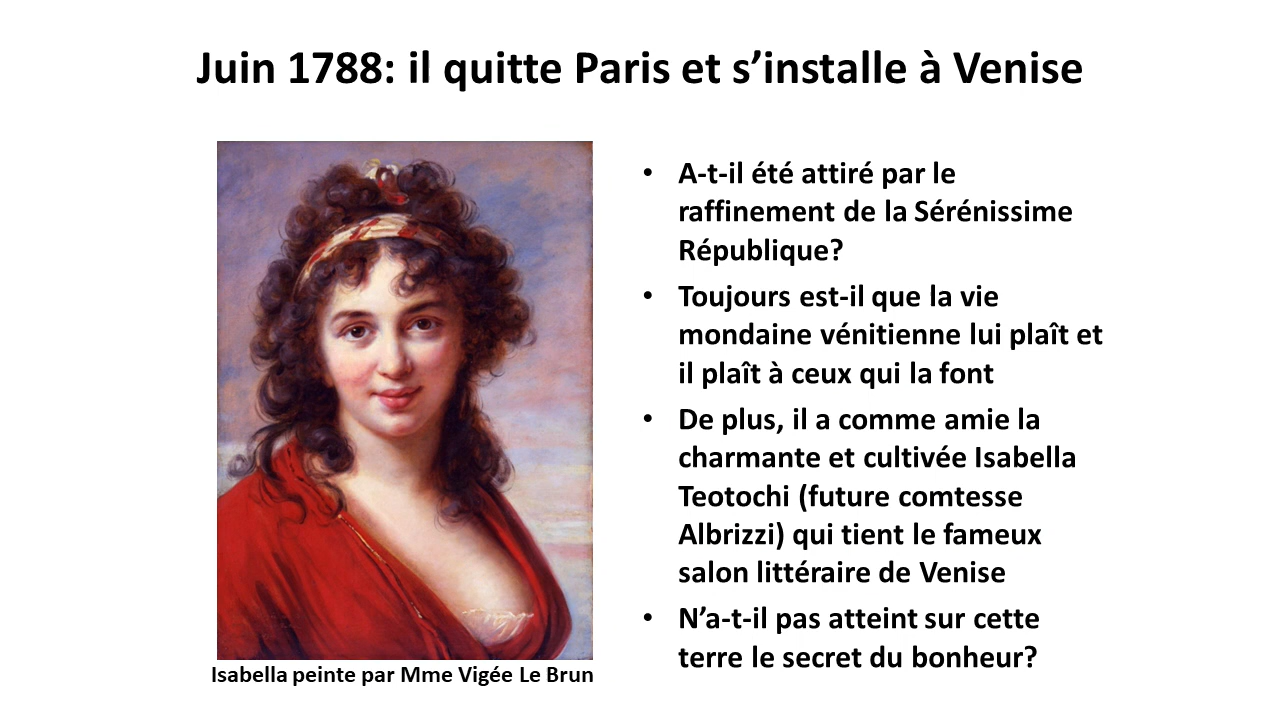 Juin 1788: il quitte Paris et s’installe à Venise
• A-t-il été attiré par le
raffinement de la Sérénissime
République?
• Toujours est-il que la vie
mondaine vénitienne lui plaît et
il plaît à ceux qui la font
• De plus, il a comme amie la
charmante et cultivée Isabella
Teotochi (future comtesse
Albrizzi) qui tient le fameux
salon littéraire de Venise
• N’a-t-il pas atteint sur cette
terre le secret du bonheur?
Isabella peinte par Mme Vigée Le Brun